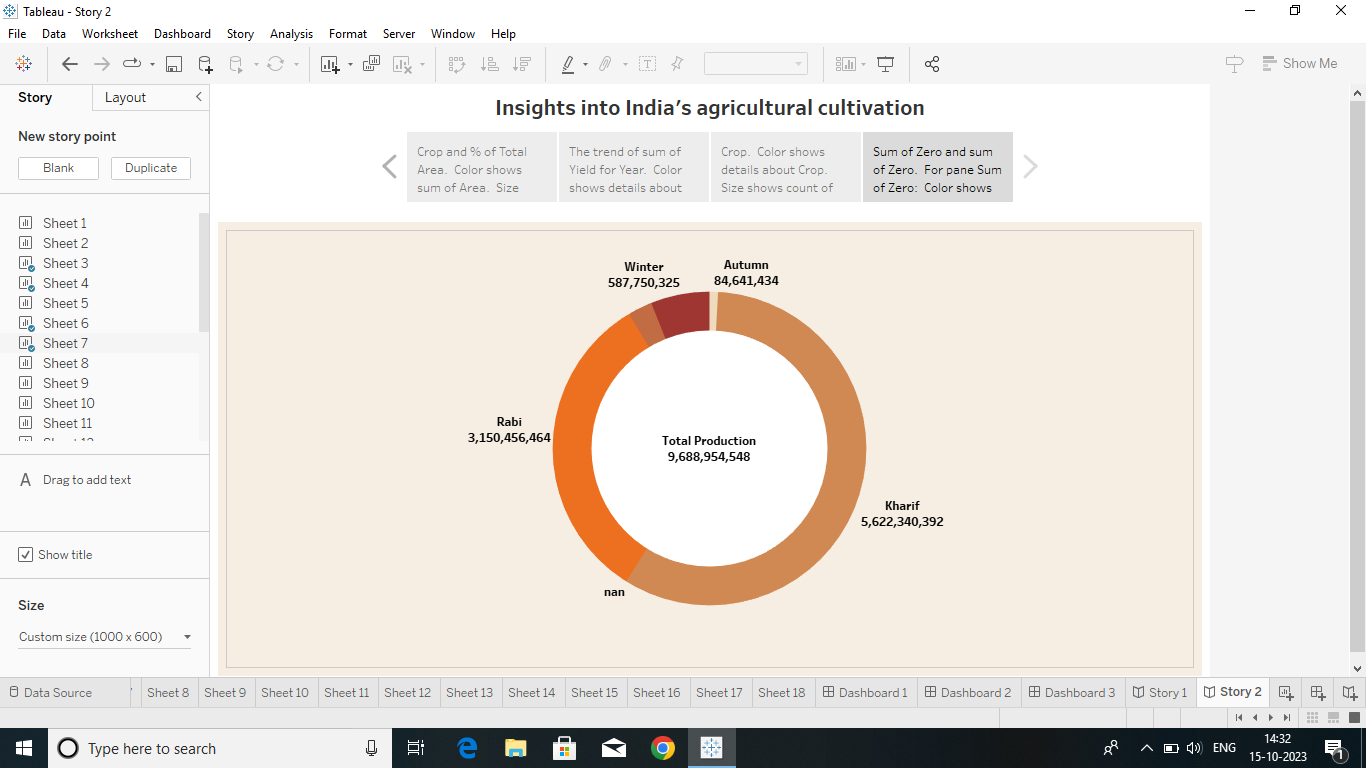 Tableau - Story 2
File Data Worksheet Dashboard Story Analysis Format Server Window Help
Show Me
Story Layout
New story point
Blank Duplicate
Sheet 1
Sheet 2
Sheet 3
Sheet 4
Sheet 5
Sheet 6
Sheet 7
Sheet 8
Sheet 9
Sheet 10
Sheet 11
A Drag to add text
Show title
Size
Custom size (1000 x 600)
Insights into India's agricultural cultivation
Crop and % of Total
Area. Color shows
sum of Area. Size
The trend of sum of
Yield for Year. Color
shows details about
Crop. Color shows
details about Crop.
Size shows count of
Sum of Zero and sum
of Zero. For pane Sum
of Zero: Color shows
Winter
587,750,325
Autumn
84,641,434
Rabi
3,150,456,464
Total Production
9,688,954,548
Kharif
5,622,340,392
nan
Data Source Sheet 8 Sheet 9 Sheet 10 Sheet 11 Sheet 12 Sheet 13 Sheet 14 Sheet 15 Sheet 16 Sheet 17 Sheet 18 Dashboard 1 Dashboard 2 Dashboard 3 Story 1 Story 2
Type here to search
ENG
14:32
15-10-2023
1